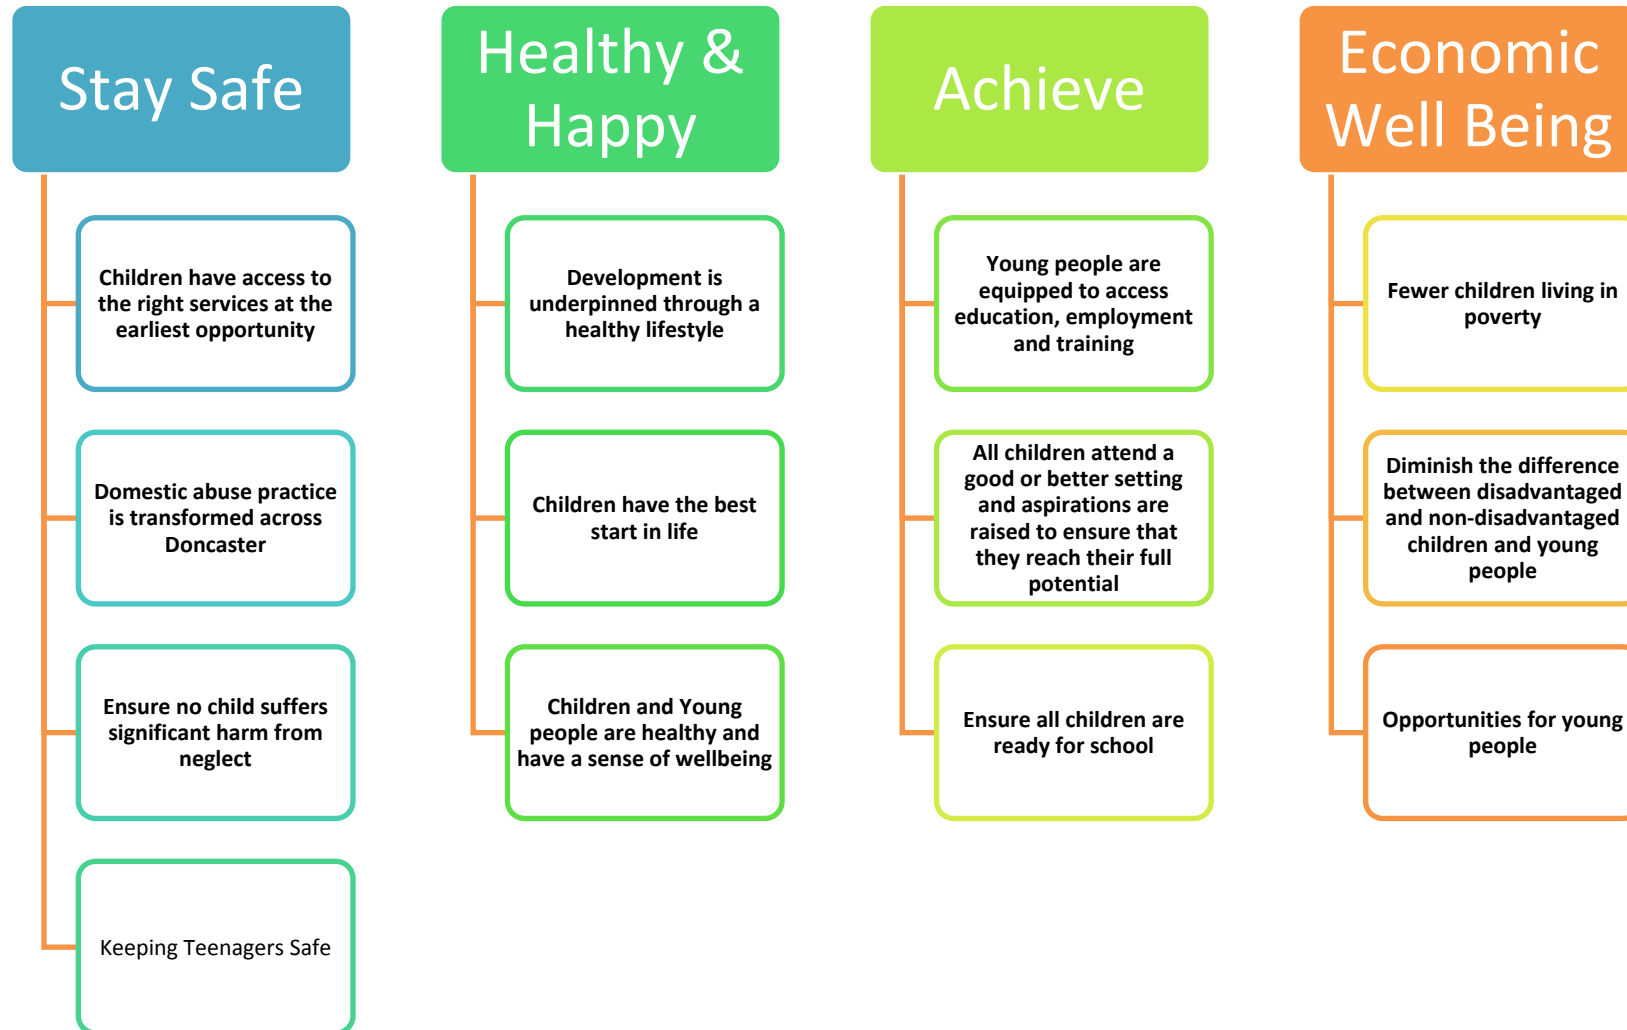 Stay Safe
Children have access to
the right services at the
earliest opportunity
Domestic abuse practice
is transformed across
Doncaster
Ensure no child suffers
significant harm from
neglect
Keeping Teenagers Safe
Healthy &
Happy
Development is
underpinned through a
healthy lifestyle
Children have the best
start in life
Children and Young
people are healthy and
have a sense of wellbeing
Achieve
Young people are
equipped to access
education, employment
and training
All children attend a
good or better setting
and aspirations are
raised to ensure that
they reach their full
potential
Ensure all children are
ready for school
Economic
Well Being
Fewer children living in
poverty
Diminish the difference
between disadvantaged
and non-disadvantaged
children and young
people
Opportunities for young
people